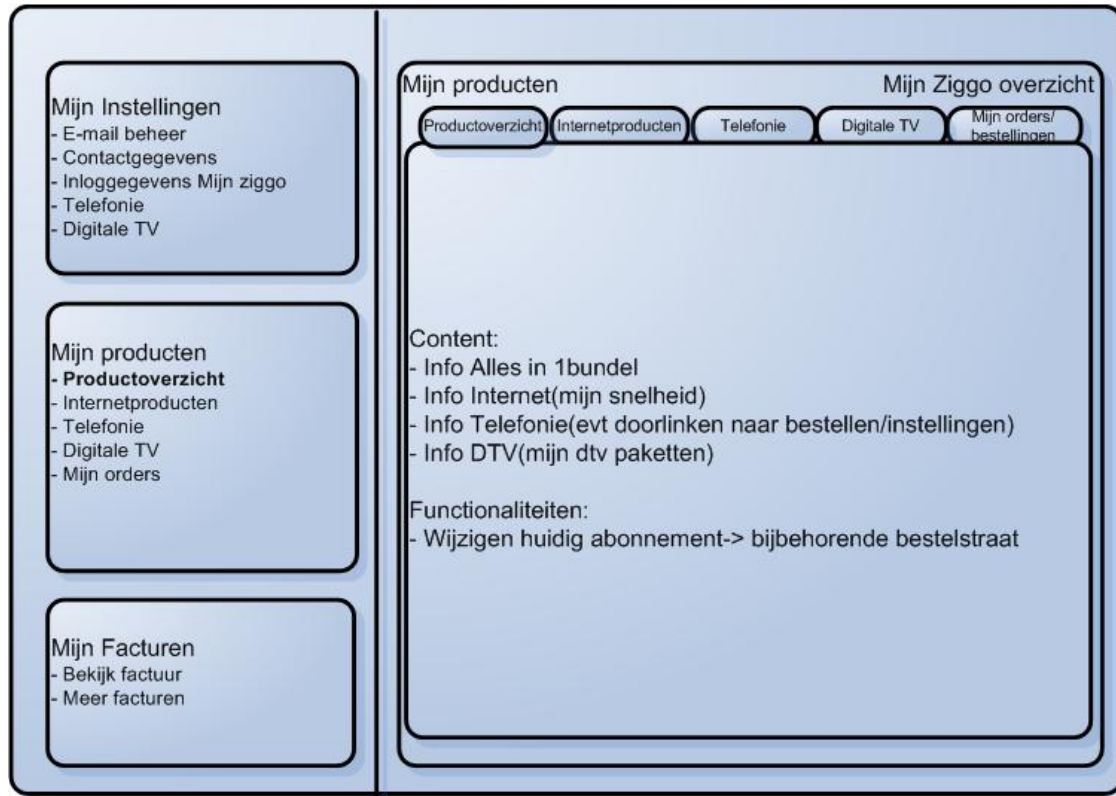 Mijn Instellingen
- E-mail beheer
- Contactgegevens
- Inloggegevens Mijn ziggo
- Telefonie
- Digitale TV
Mijn producten
- Productoverzicht
- Internetproducten
- Telefonie
- Digitale TV
- Mijn orders
Mijn Facturen
- Bekijk factuur
- Meer facturen
Mijn producten
Mijn Ziggo overzicht
Productoverzicht
Internetproducten
Telefonie
Digitale TV
Mijn orders/
bestellingen
Content:
- Info Alles in 1bundel
- Info Internet(mijn snelheid)
- Info Telefonie(evt doorlinken naar bestellen/instellingen)
- Info DTV(mijn dtv paketten)
Functionaliteiten:
- Wijzigen huidig abonnement-> bijbehorende bestelstraat